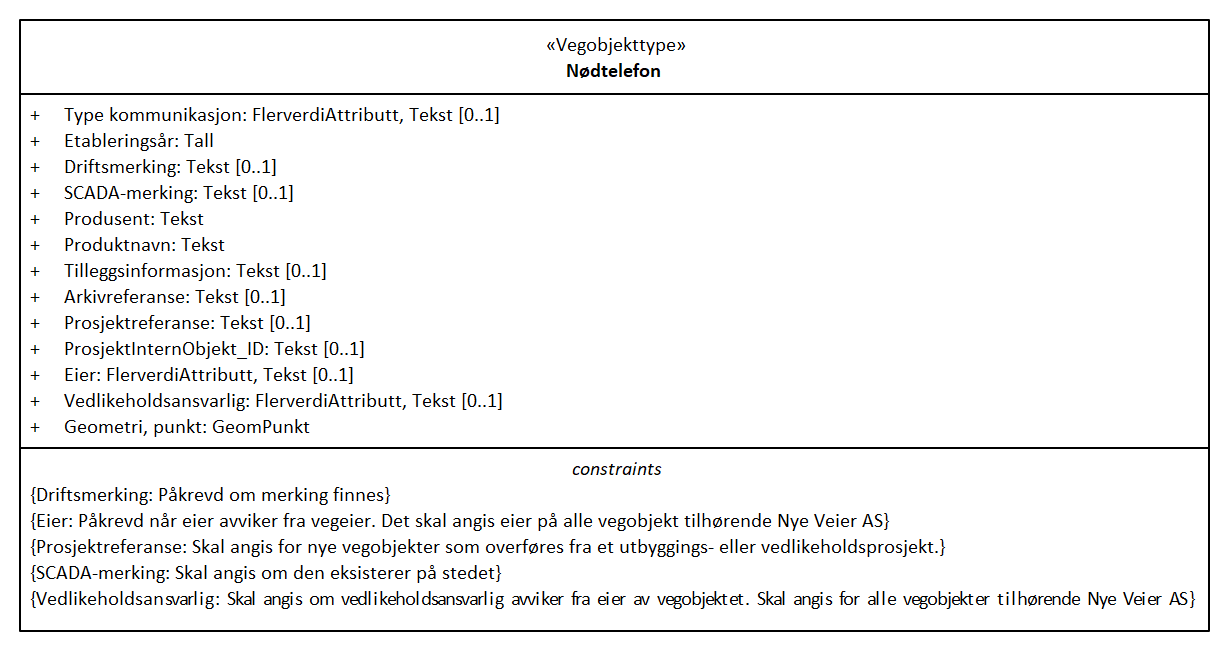 «Vegobjekttype»
Nødtelefon
+ Type kommunikasjon: FlerverdiAttributt, Tekst [0..1]
+ Etableringsår: Tall
+ Driftsmerking: Tekst [0..1]
+ SCADA-merking: Tekst [0..1]
+ Produsent: Tekst
+ Produktnavn: Tekst
+ Tilleggsinformasjon: Tekst [0..1]
+ Arkivreferanse: Tekst [0..1]
+ Prosjektreferanse: Tekst [0..1]
+ ProsjektInternObjekt_ID: Tekst [0..1]
+ Eier: FlerverdiAttributt, Tekst [0..1]
+ Vedlikeholdsansvarlig: FlerverdiAttributt, Tekst [0..1]
+ Geometri, punkt: GeomPunkt
constraints
{Driftsmerking: Påkrevd om merking finnes}
{Eier: Påkrevd når eier avviker fra vegeier. Det skal angis eier på alle vegobjekt tilhørende Nye Veier AS}
{Prosjektreferanse: Skal angis for nye vegobjekter som overføres fra et utbyggings- eller vedlikeholdsprosjekt.}
{SCADA-merking: Skal angis om den eksisterer på stedet}
{Vedlikeholdsansvarlig: Skal angis om vedlikeholdsansvarlig avviker fra eier av vegobjektet. Skal angis for alle vegobjekter tilhørende Nye Veier AS}